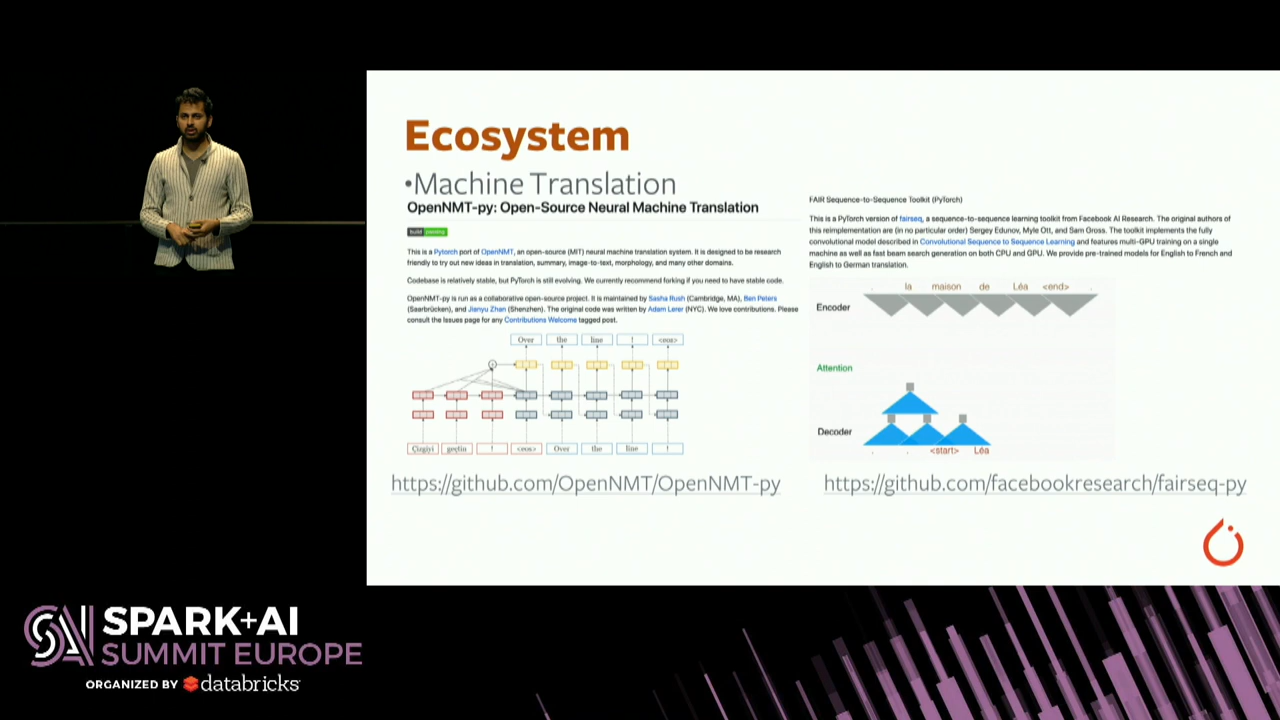 Ecosystem
•Machine Translation
OpenNMT-py: Open-Source Neural Machine Translation
build passing
This is a Pytorch port of OpenNMT, an open-source (MIT) neural machine translation system. It is designed to be research
friendly to try out new ideas in translation, summary, image-to-text, morphology, and many other domains.
Codebase is relatively stable, but PyTorch is still evolving. We currently recommend forking if you need to have stable code.
OpenNMT-py is run as a collaborative open-source project. It is maintained by Sasha Rush (Cambridge, MA), Ben Peters
(Saarbrücken), and Jianyu Zhan (Shenzhen). The original code was written by Adam Lerer (NYC). We love contributions. Please
consult the Issues page for any Contributions Welcome tagged post.
Over the line ! <eos>
Çizgiyi geçtin ! <eos> Over the line !
https://github.com/OpenNMT/OpenNMT-py
FAIR Sequence-to-Sequence Toolkit (PyTorch)
This is a PyTorch version of fairseq, a sequence-to-sequence learning toolkit from Facebook AI Research. The original authors of
this reimplementation are (in no particular order) Sergey Edunov, Myle Ott, and Sam Gross. The toolkit implements the fully
convolutional model described in Convolutional Sequence to Sequence Learning and features multi-GPU training on a single
machine as well as fast beam search generation on both CPU and GPU. We provide pre-trained models for English to French and
English to German translation.
. la maison de Léa <end> .
Encoder
Attention
Decoder
. . <start> Léa
https://github.com/facebookresearch/fairseq-py
SPARK+AI
SUMMIT EUROPE
ORGANIZED BY databricks